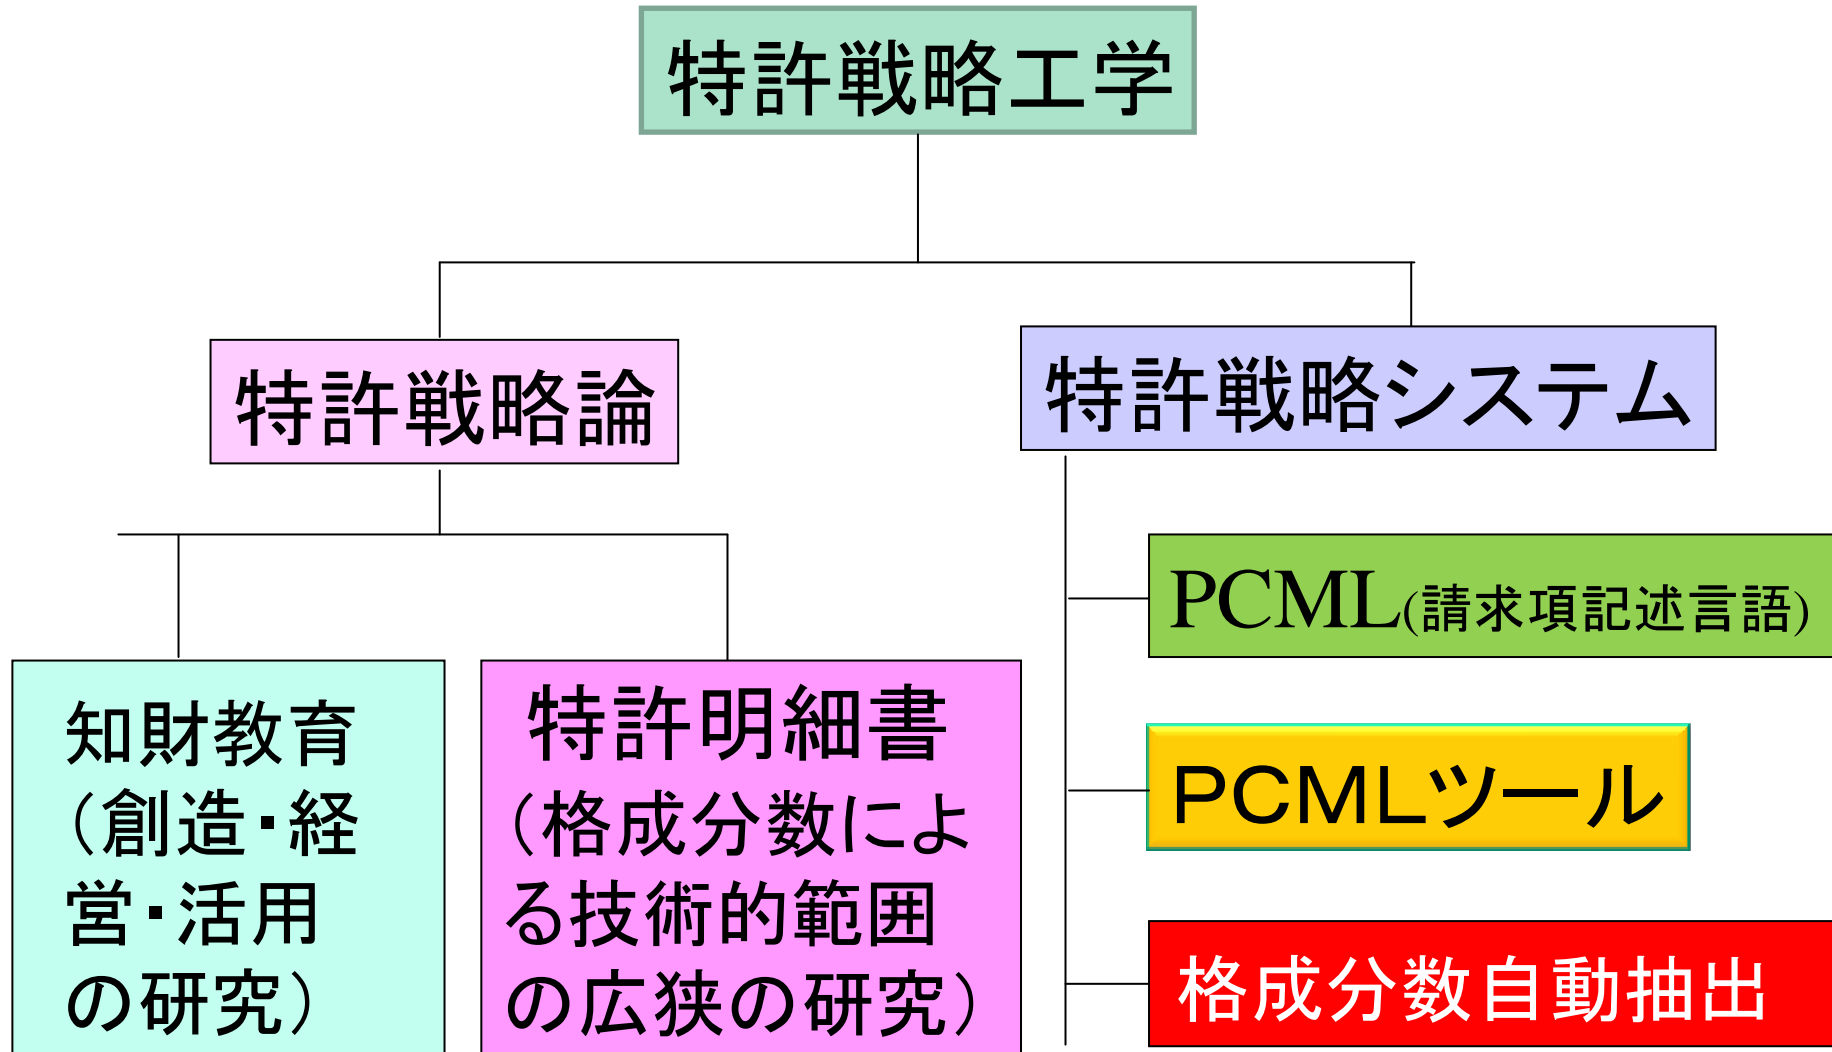 特許戦略工学
特許戦略論
特許戦略システム
PCML(請求項記述言語)
PCMLツール
格成分数自動抽出
知財教育
(創造・経
営・活用
の研究)
特許明細書
(格成分数によ
る技術的範囲
の広狭の研究)